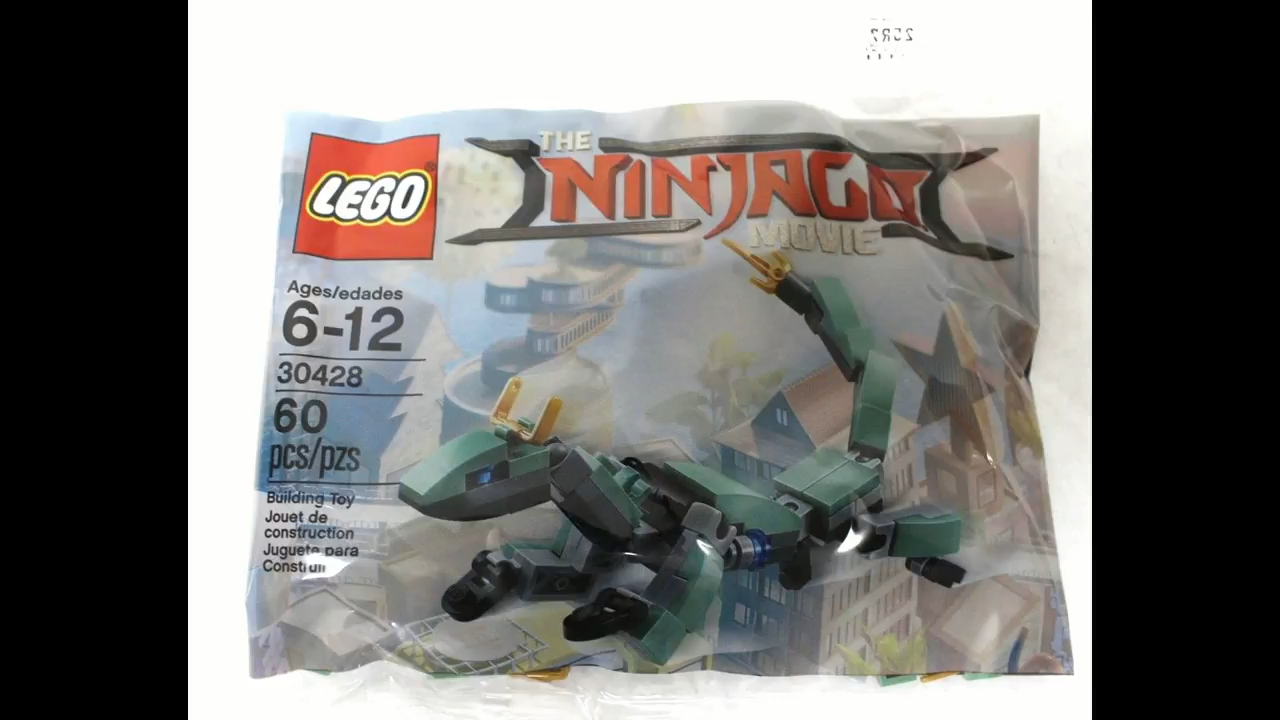 LEGO
THE
NINJAGO
MOVIE
Ages/edades
6-12
30428
60
pcs/pzs
Building Toy
Jouet de
construction
Juguete para
Construir